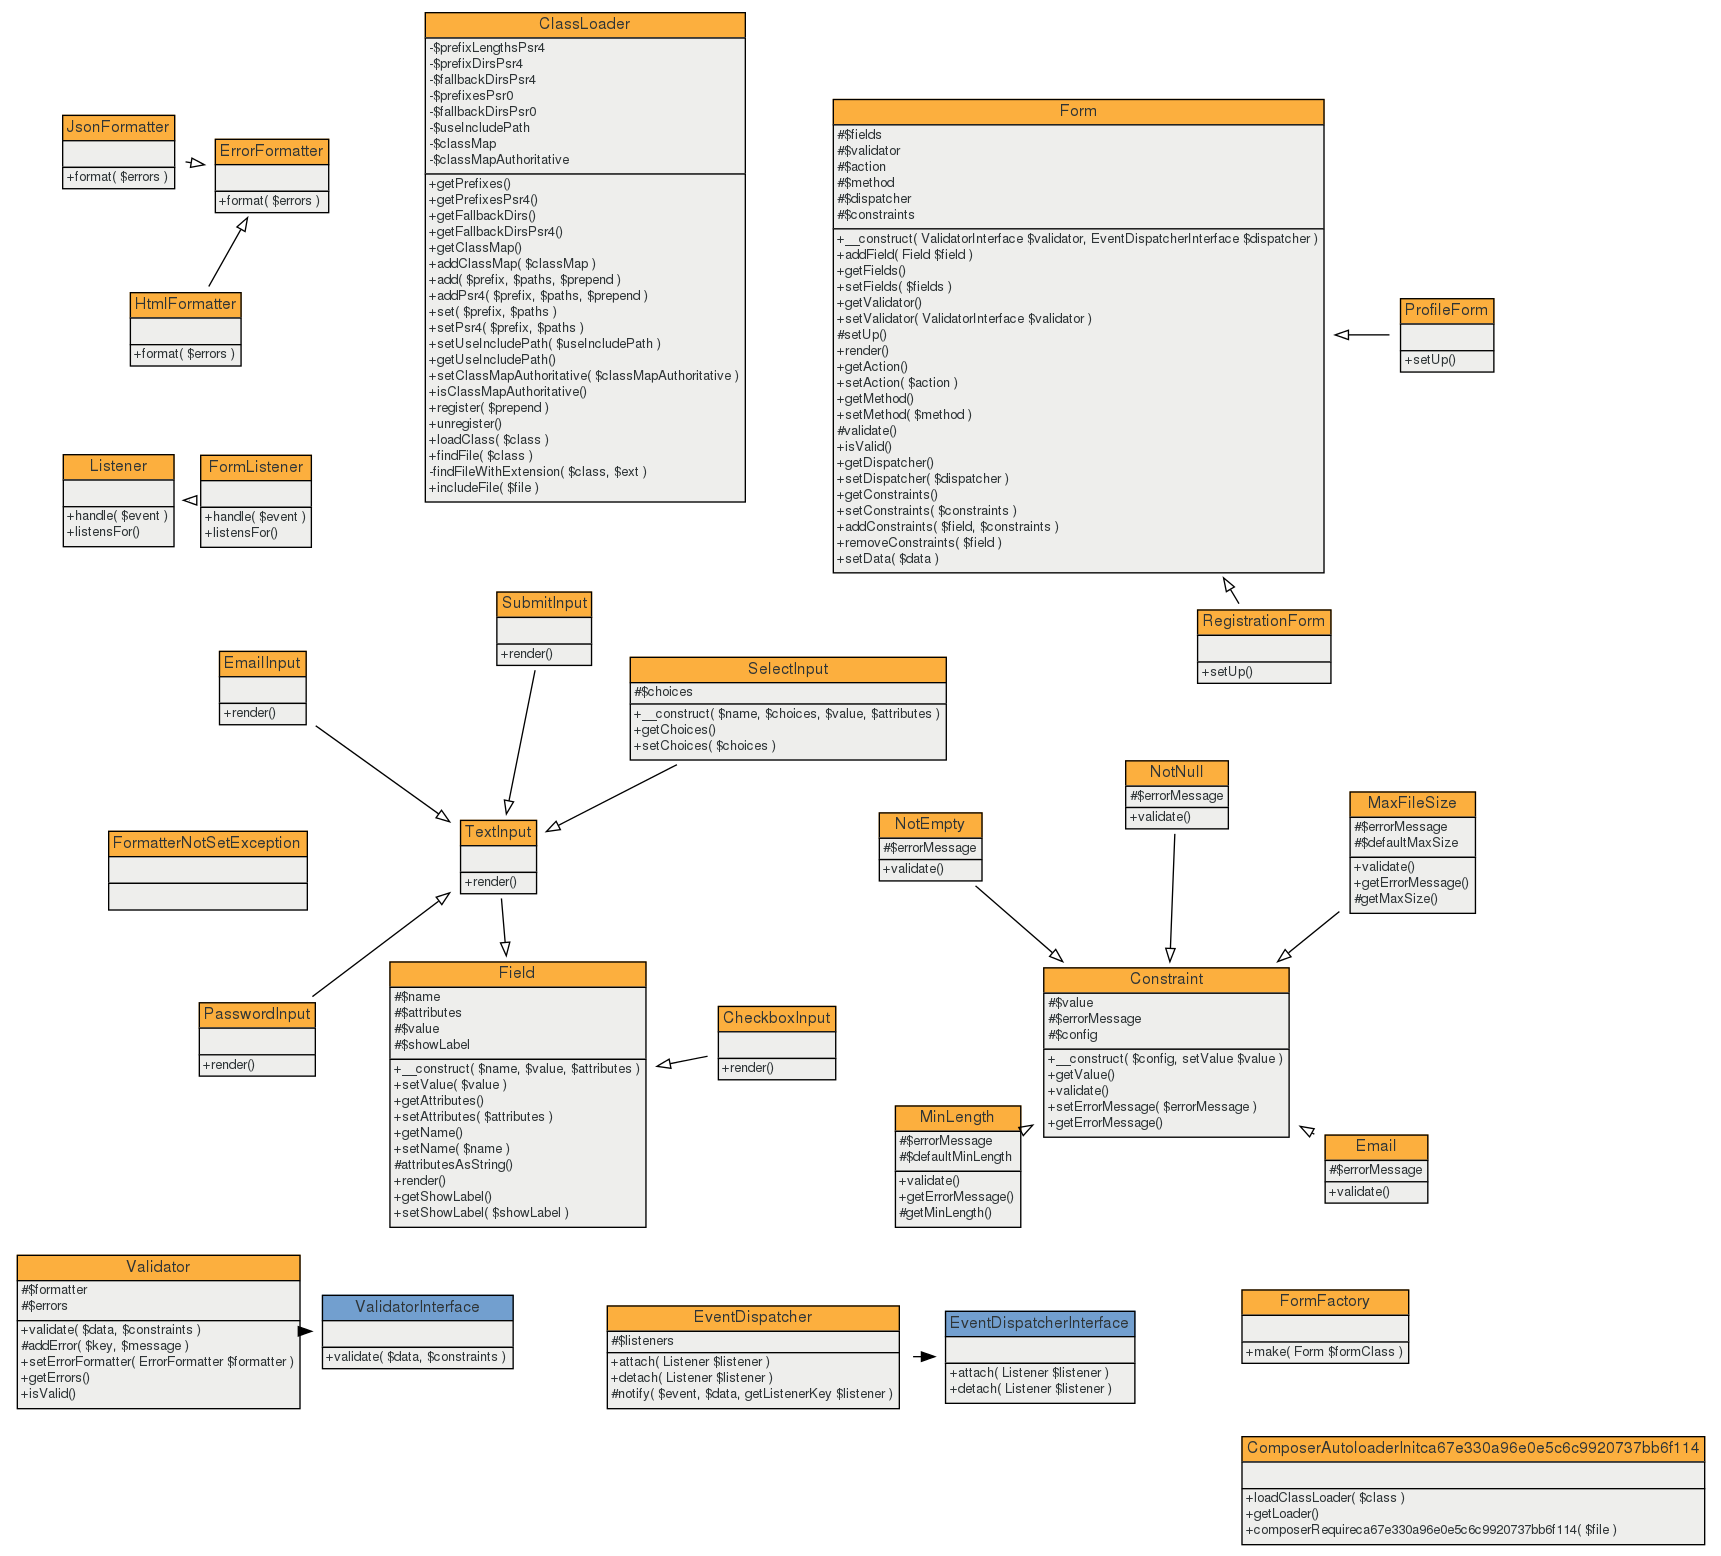 ClassLoader
-$prefixLengthsPsr4
-$prefixDirsPsr4
-$fallbackDirsPsr4
-$prefixesPsr0
-$fallbackDirsPsr0
-$useIncludePath
-$classMap
-$classMapAuthoritative
+getPrefixes()
+getPrefixesPsr4()
+getFallbackDirs()
+getFallbackDirsPsr4()
+getClassMap()
+addClassMap( $classMap )
+add( $prefix, $paths, $prepend )
+addPsr4( $prefix, $paths, $prepend )
+set( $prefix, $paths )
+setPsr4( $prefix, $paths )
+setUseIncludePath( $useIncludePath )
+getUseIncludePath()
+setClassMapAuthoritative( $classMapAuthoritative )
+isClassMapAuthoritative()
+register( $prepend )
+unregister()
+loadClass( $class )
+findFile( $class )
-findFileWithExtension( $class, $ext )
+includeFile( $file )
JsonFormatter
+format( $errors )
ErrorFormatter
+format( $errors )
HtmlFormatter
+format( $errors )
Form
#$fields
#$validator
#$action
#$method
#$dispatcher
#$constraints
+__construct( ValidatorInterface $validator, EventDispatcherInterface $dispatcher )
+addField( Field $field )
+getFields()
+setFields( $fields )
+getValidator()
+setValidator( ValidatorInterface $validator )
#setUp()
+render()
+getAction()
+setAction( $action )
+getMethod()
+setMethod( $method )
#validate()
+isValid()
+getDispatcher()
+setDispatcher( $dispatcher )
+getConstraints()
+setConstraints( $constraints )
+addConstraints( $field, $constraints )
+removeConstraints( $field )
+setData( $data )
ProfileForm
+setUp()
Listener
+handle( $event )
+listensFor()
FormListener
+handle( $event )
+listensFor()
RegistrationForm
+setUp()
SubmitInput
+render()
EmailInput
+render()
SelectInput
#$choices
+__construct( $name, $choices, $value, $attributes )
+getChoices()
+setChoices( $choices )
TextInput
+render()
FormatterNotSetException
NotEmpty
#$errorMessage
+validate()
NotNull
#$errorMessage
+validate()
MaxFileSize
#$errorMessage
#$defaultMaxSize
+validate()
+getErrorMessage()
#getMaxSize()
PasswordInput
+render()
Field
#$name
#$attributes
#$value
#$showLabel
+__construct( $name, $value, $attributes )
+setValue( $value )
+getAttributes()
+setAttributes( $attributes )
+getName()
+setName( $name )
#attributesAsString()
+render()
+getShowLabel()
+setShowLabel( $showLabel )
CheckboxInput
+render()
Constraint
#$value
#$errorMessage
#$config
+__construct( $config, setValue $value )
+getValue()
+validate()
+setErrorMessage( $errorMessage )
+getErrorMessage()
MinLength
#$errorMessage
#$defaultMinLength
+validate()
+getErrorMessage()
#getMinLength()
Email
#$errorMessage
+validate()
Validator
#$formatter
#$errors
+validate( $data, $constraints )
#addError( $key, $message )
+setErrorFormatter( ErrorFormatter $formatter )
+getErrors()
+isValid()
ValidatorInterface
+validate( $data, $constraints )
EventDispatcher
#$listeners
+attach( Listener $listener )
+detach( Listener $listener )
#notify( $event, $data, getListenerKey $listener )
EventDispatcherInterface
+attach( Listener $listener )
+detach( Listener $listener )
FormFactory
+make( Form $formClass )
ComposerAutoloaderInitca67e330a96e0e5c6c9920737bb6f114
+loadClassLoader( $class )
+getLoader()
+composerRequireca67e330a96e0e5c6c9920737bb6f114( $file )